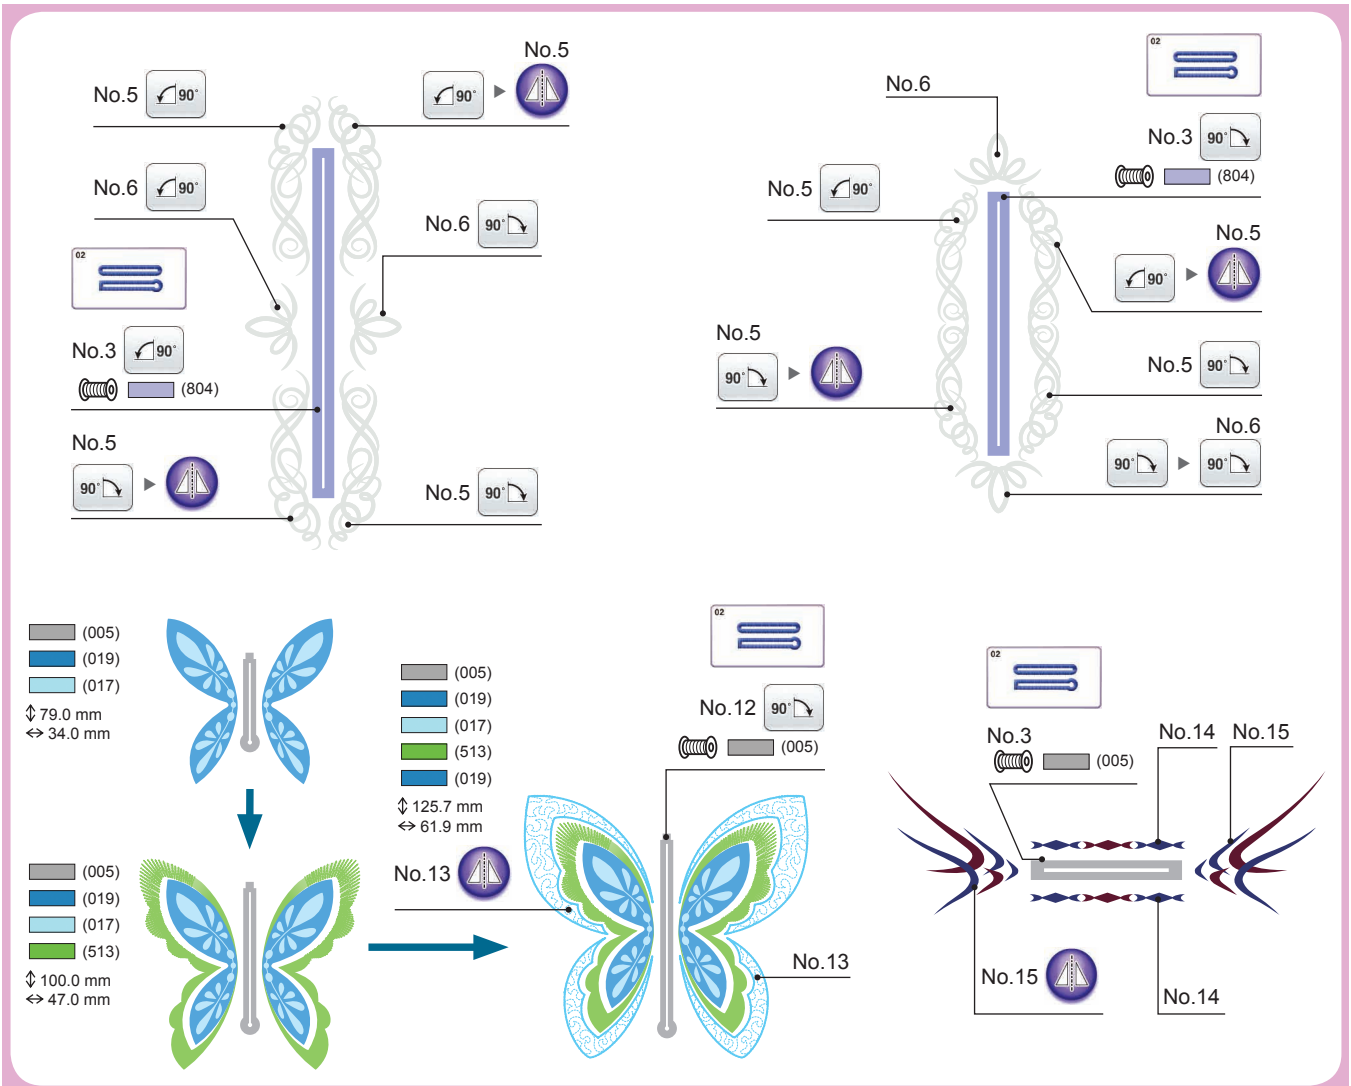 No.5 90°
90° No.5
No.6 90°
No.6 90°
02
No.3 90°
(804)
No.5
90°
No.5 90°
No.6
02
No.3 90°
(804)
No.5 90°
No.5
90°
No.5
90°
No.5 90°
No.6
90° 90°
(005)
(019)
(017)
79.0 mm
34.0 mm
(005)
(019)
(017)
(513)
100.0 mm
47.0 mm
(005)
(019)
(017)
(513)
(019)
125.7 mm
61.9 mm
No.13
02
No.12 90°
(005)
No.13
02
No.3
(005)
No.14 No.15
No.15
No.14